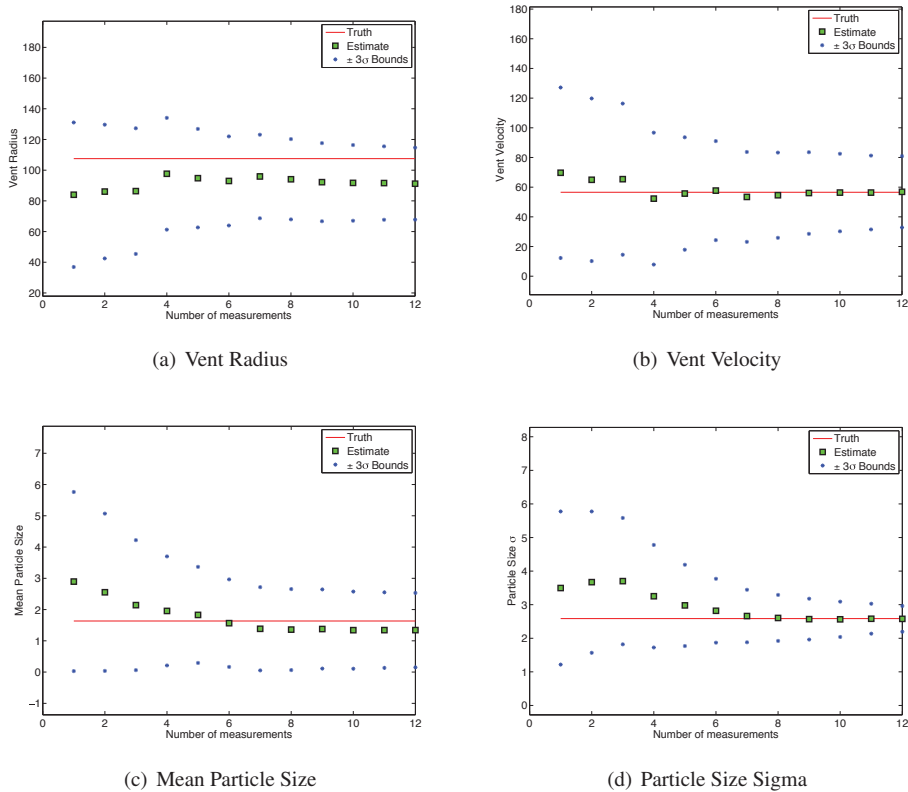 180
160
140
120
100
80
60
40
20
0 2 4 6 8 10 12
Vent Radius
Number of measurements
Truth
Estimate
± 3σ Bounds
(a) Vent Radius
180
160
140
120
100
80
60
40
20
0
0 2 4 6 8 10 12
Vent Velocity
Number of measurements
Truth
Estimate
± 3σ Bounds
(b) Vent Velocity
7
6
5
4
3
2
1
0
−1
0 2 4 6 8 10 12
Mean Particle Size
Number of measurements
Truth
Estimate
± 3σ Bounds
(c) Mean Particle Size
8
7
6
5
4
3
2
1
0
0 2 4 6 8 10 12
Particle Size σ
Number of measurements
Truth
Estimate
± 3σ Bounds
(d) Particle Size Sigma